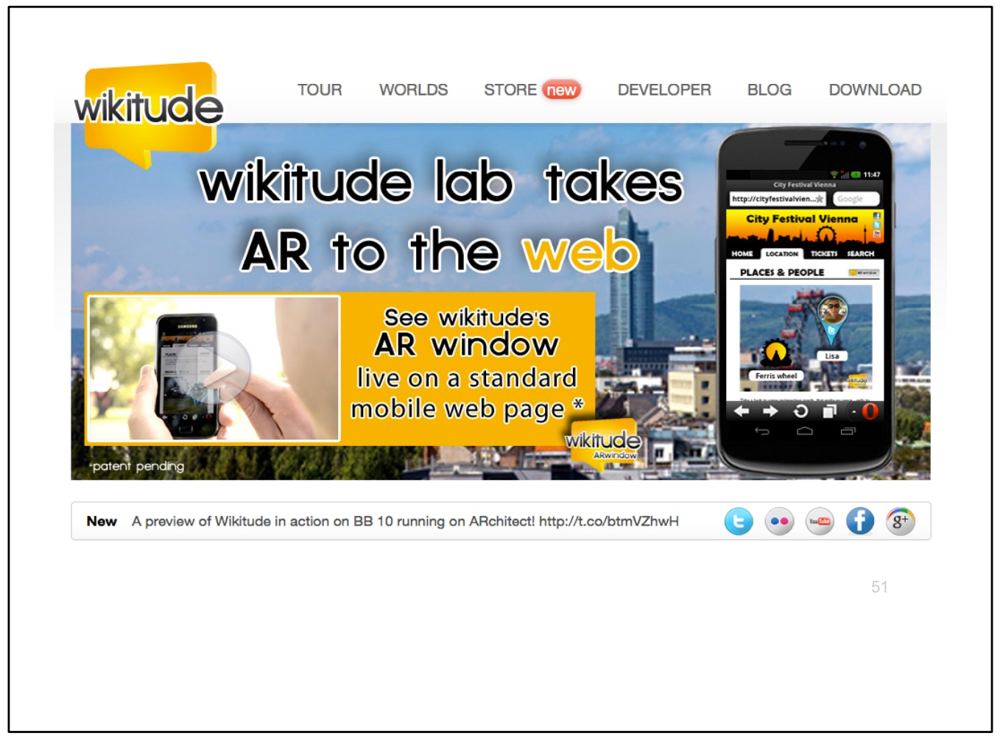 wikitude
TOUR WORLDS STORE new DEVELOPER BLOG DOWNLOAD
wikitude lab takes
AR to the web
See wikitude's
AR window
live on a standard
mobile web page *
wikitude
ARwindow
*patent pending
SAMSUNG
11:47
City Festival Vienna
http://cityfestivalvien... Google
City Festival Vienna
HOME LOCATION TICKETS SEARCH
PLACES & PEOPLE
Lisa
Ferris wheel
New A preview of Wikitude in action on BB 10 running on ARchitect! http://t.co/btmVZhwH
You Tube
g+
51